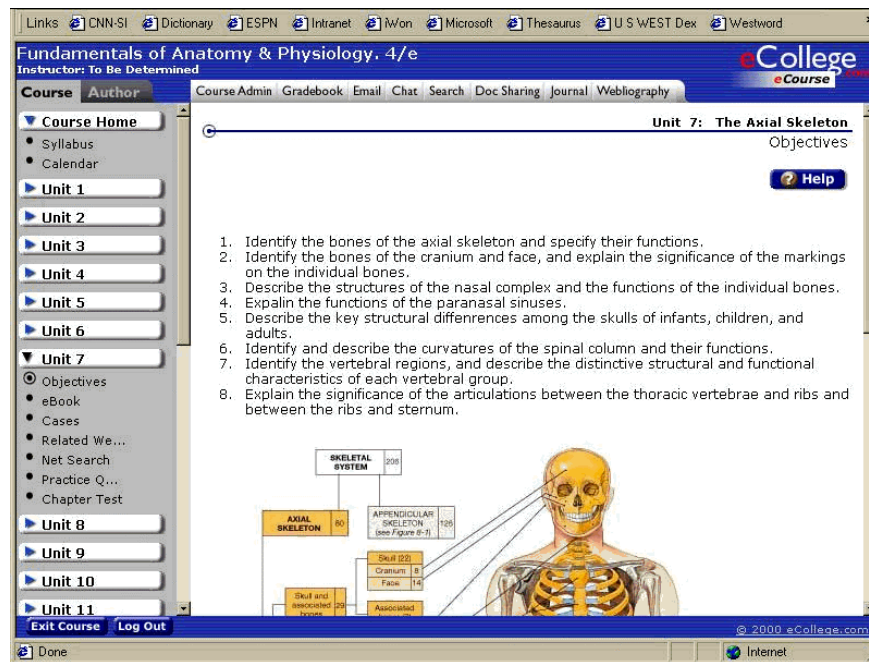 Links CNN-SI Dictionary ESPN Intranet iWon Microsoft Thesaurus U S WEST Dex Westword
Fundamentals of Anatomy & Physiology. 4/e
Instructor: To Be Determined
eCollege.com
eCourse
Course Author
Course Admin Gradebook Email Chat Search Doc Sharing Journal Webliography
Course Home
Syllabus
Calendar
Unit 1
Unit 2
Unit 3
Unit 4
Unit 5
Unit 6
Unit 7
Objectives
eBook
Cases
Related We...
Net Search
Practice Q...
Chapter Test
Unit 8
Unit 9
Unit 10
Unit 11
Exit Course Log Out
Unit 7: The Axial Skeleton
Objectives
Help
1. Identify the bones of the axial skeleton and specify their functions.
2. Identify the bones of the cranium and face, and explain the significance of the markings
on the individual bones.
3. Describe the structures of the nasal complex and the functions of the individual bones.
4. Expalin the functions of the paranasal sinuses.
5. Describe the key structural diffenrences among the skulls of infants, children, and
adults.
6. Identify and describe the curvatures of the spinal column and their functions.
7. Identify the vertebral regions, and describe the distinctive structural and functional
characteristics of each vertebral group.
8. Explain the significance of the articulations between the thoracic vertebrae and ribs and
between the ribs and sternum.
SKELETAL
SYSTEM 206
AXIAL
SKELETON 80
APPENDICULAR
SKELETON 126
(see Figure 8-1)
Skull (22)
Cranium 8
Face 14
Skull and
associated 29
bones
Associated
© 2000 eCollege.com
Done
Internet